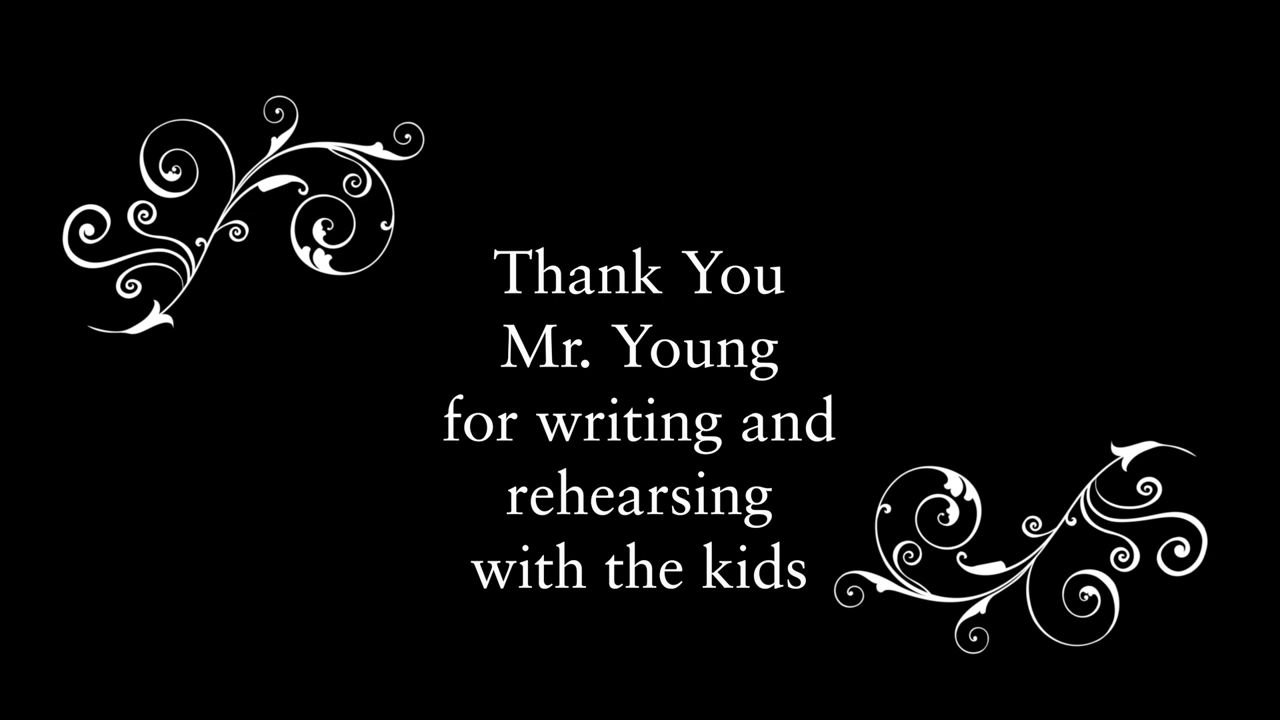 Thank You
Mr. Young
for writing and
rehearsing
with the kids